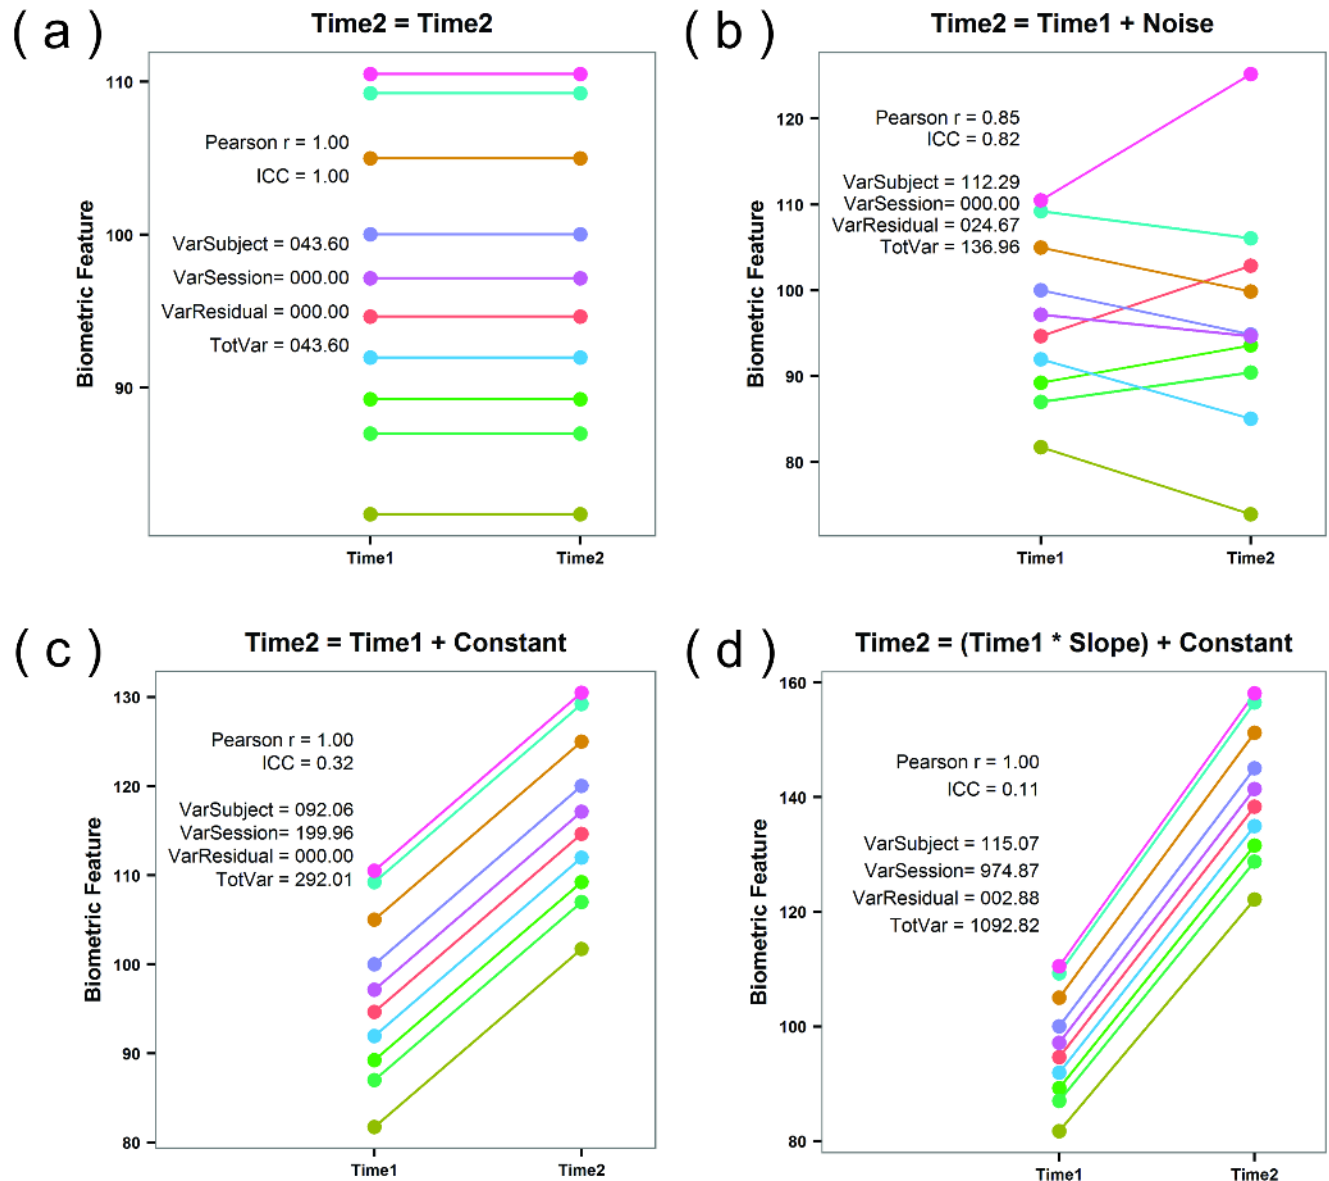 ( a )
Time2 = Time2
Biometric Feature
110
100
90
Pearson r = 1.00
ICC = 1.00
VarSubject = 043.60
VarSession= 000.00
VarResidual = 000.00
TotVar = 043.60
Time1
Time2
( b )
Time2 = Time1 + Noise
Biometric Feature
120
110
100
90
80
Pearson r = 0.85
ICC = 0.82
VarSubject = 112.29
VarSession= 000.00
VarResidual = 024.67
TotVar = 136.96
Time1
Time2
( c )
Time2 = Time1 + Constant
Biometric Feature
130
120
110
100
90
80
Pearson r = 1.00
ICC = 0.32
VarSubject = 092.06
VarSession= 199.96
VarResidual = 000.00
TotVar = 292.01
Time1
Time2
( d )
Time2 = (Time1 * Slope) + Constant
Biometric Feature
160
140
120
100
80
Pearson r = 1.00
ICC = 0.11
VarSubject = 115.07
VarSession= 974.87
VarResidual = 002.88
TotVar = 1092.82
Time1
Time2